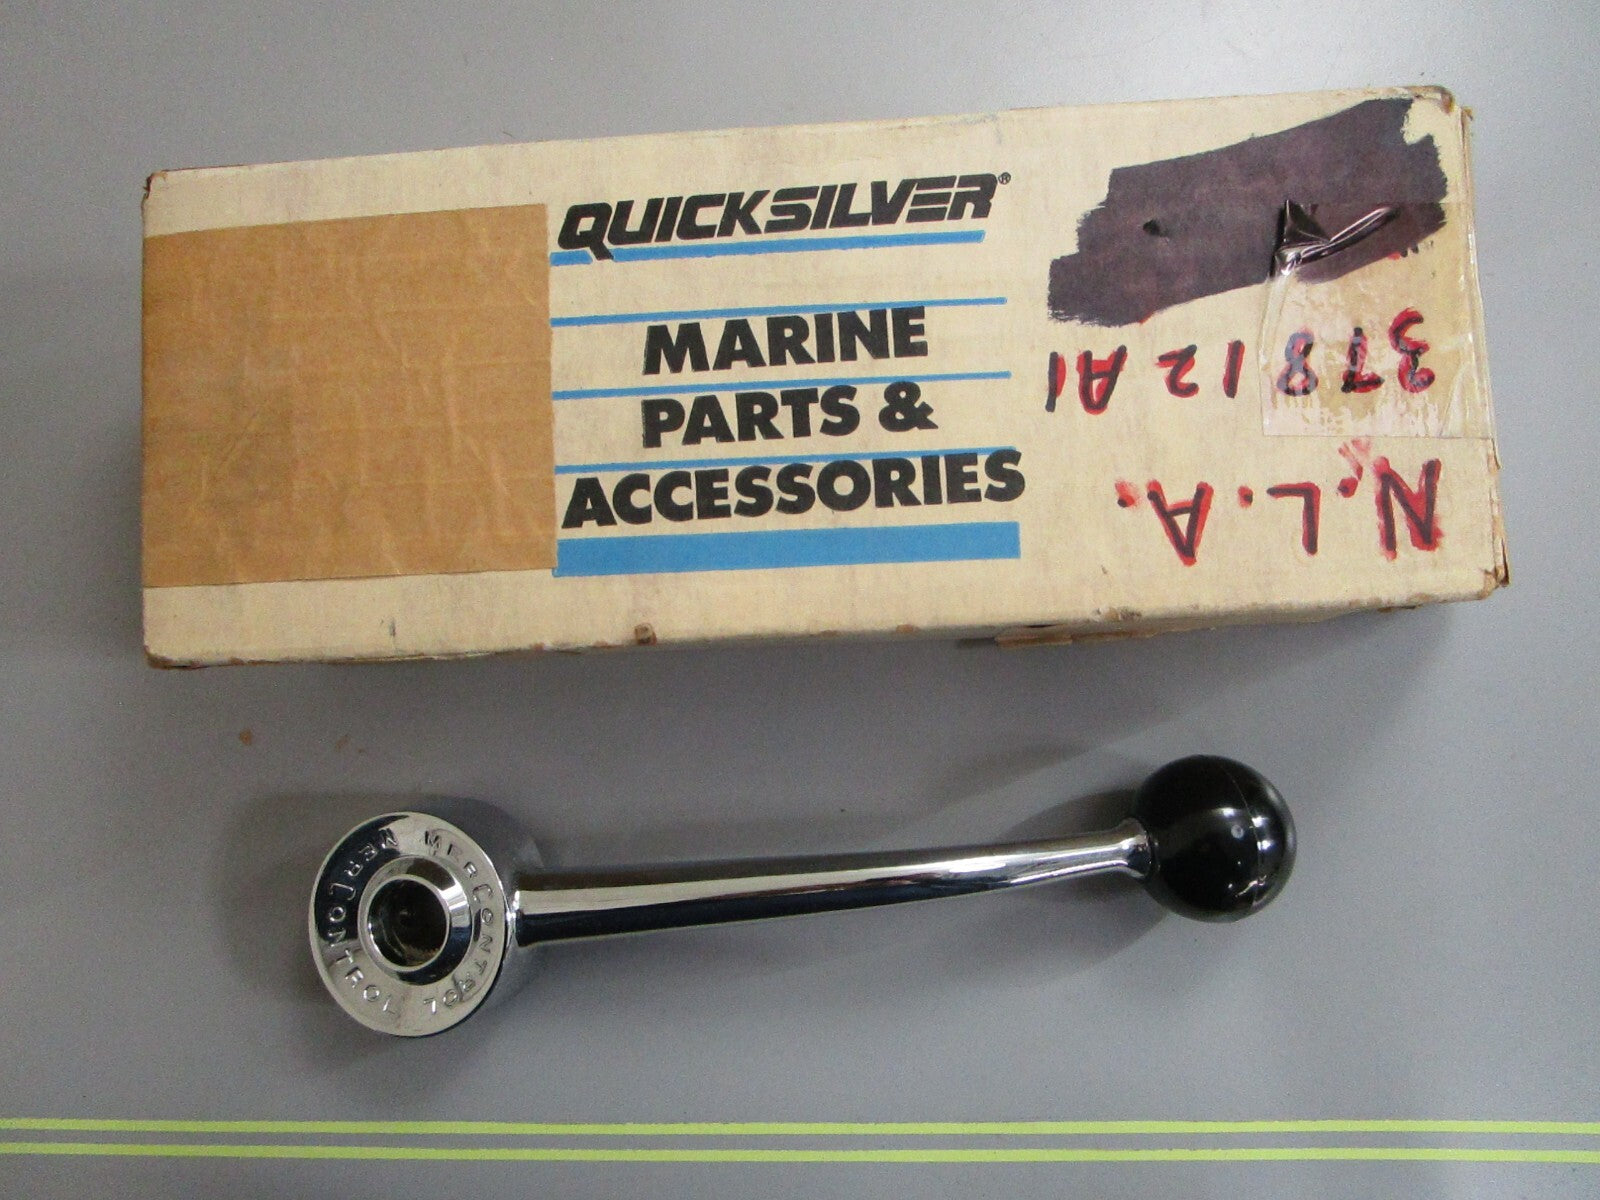 QUICKSILVER®
MARINE
PARTS &
ACCESSORIES
37812A1
N.L.A.
MERCONTROL MERCONTROL